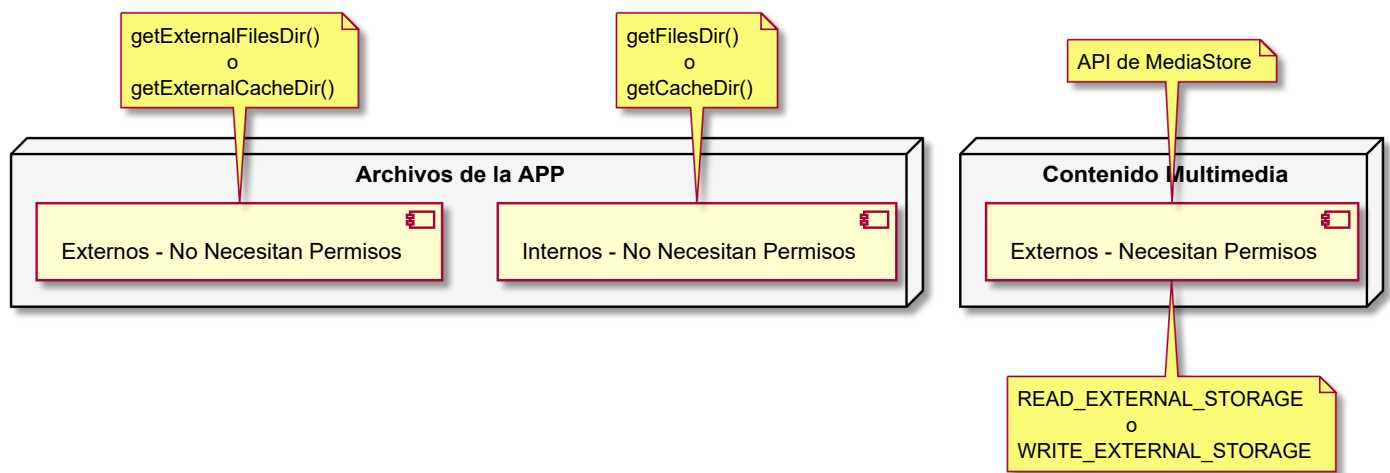 getExternalFilesDir()
o
getExternalCacheDir()
getFilesDir()
o
getCacheDir()
API de MediaStore
Archivos de la APP
Contenido Multimedia
Externos - No Necesitan Permisos
Internos - No Necesitan Permisos
Externos - Necesitan Permisos
READ_EXTERNAL_STORAGE
o
WRITE_EXTERNAL_STORAGE